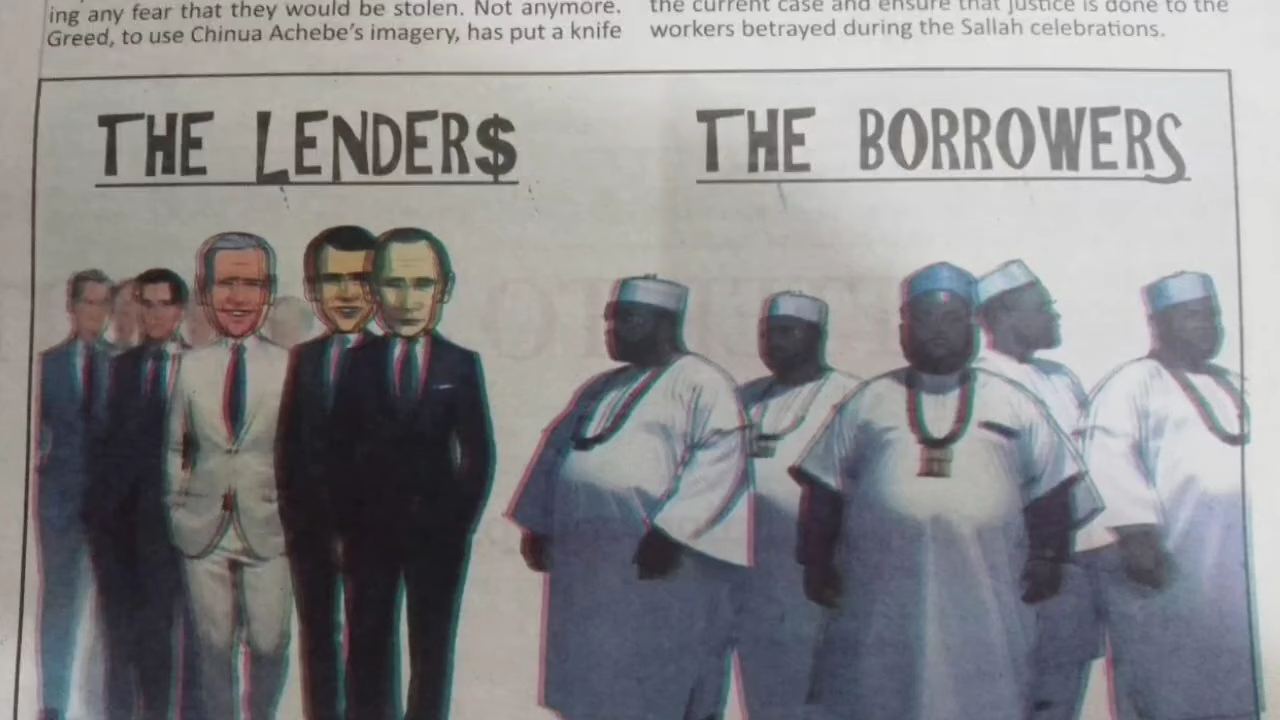 ing any fear that they would be stolen. Not anymore.
Greed, to use Chinua Achebe's imagery, has put a knife
the current case and ensure that justice is done to the
workers betrayed during the Sallah celebrations.
THE LENDER$
THE BORROWERS